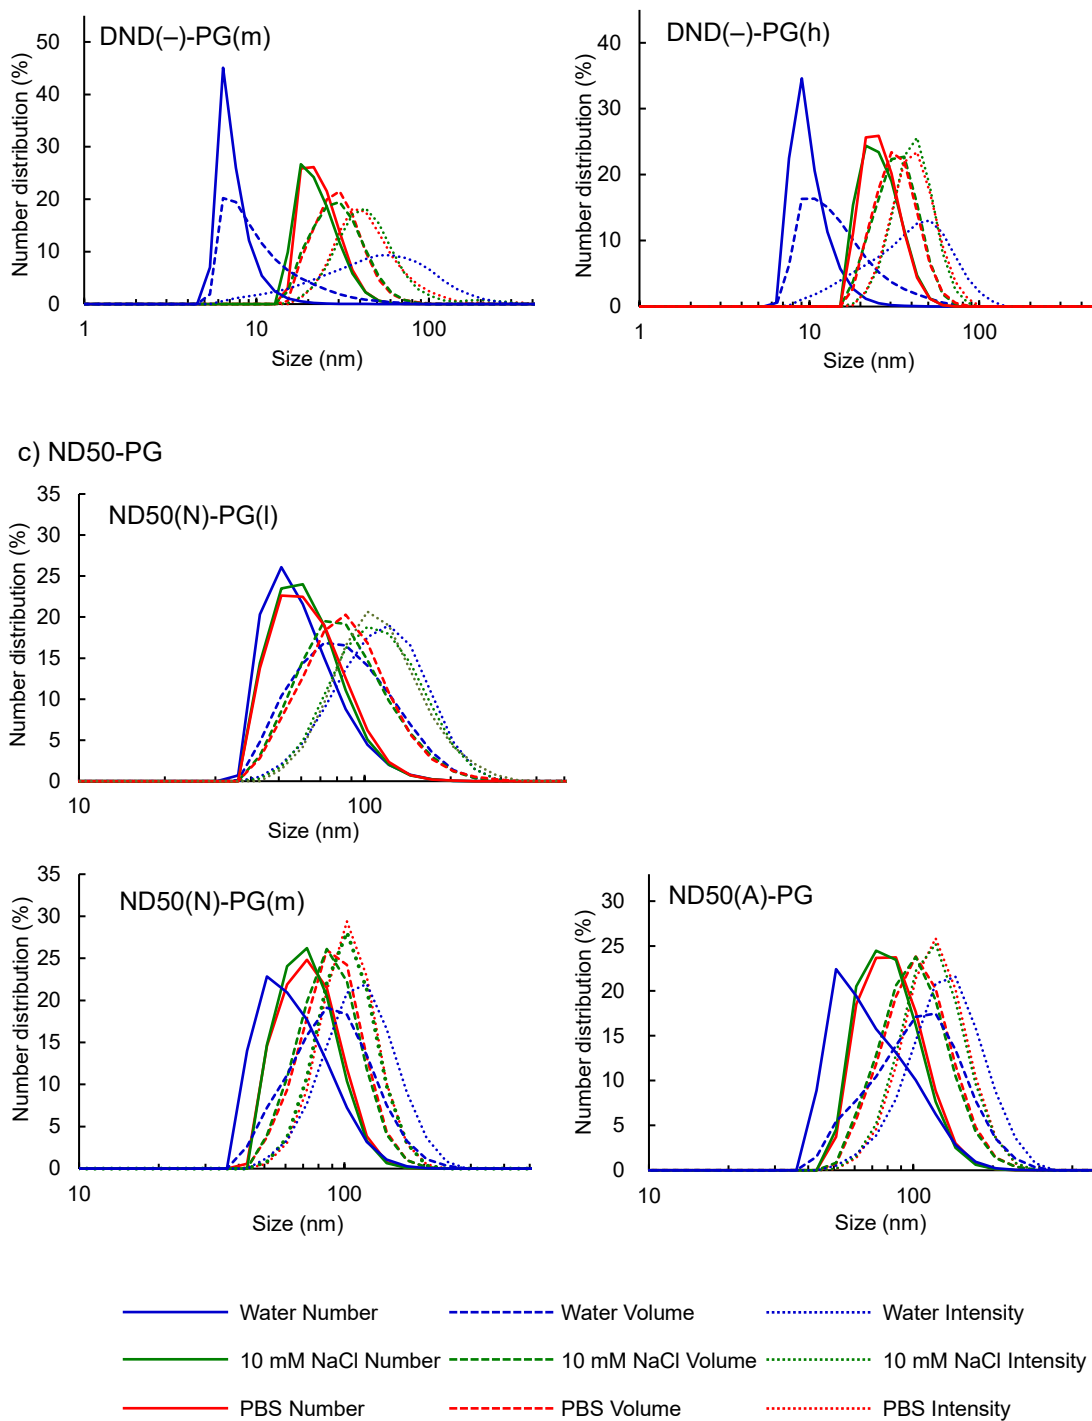 DND(–)-PG(m)
Number distribution (%)
50
40
30
20
10
0
1
10
100
Size (nm)
DND(–)-PG(h)
Number distribution (%)
40
30
20
10
0
1
10
100
Size (nm)
c) ND50-PG
ND50(N)-PG(l)
Number distribution (%)
35
30
25
20
15
10
5
0
10
100
Size (nm)
ND50(N)-PG(m)
Number distribution (%)
35
30
25
20
15
10
5
0
10
100
Size (nm)
ND50(A)-PG
Number distribution (%)
30
25
20
15
10
5
0
10
100
Size (nm)
Water Number
Water Volume
Water Intensity
10 mM NaCl Number
10 mM NaCl Volume
10 mM NaCl Intensity
PBS Number
PBS Volume
PBS Intensity